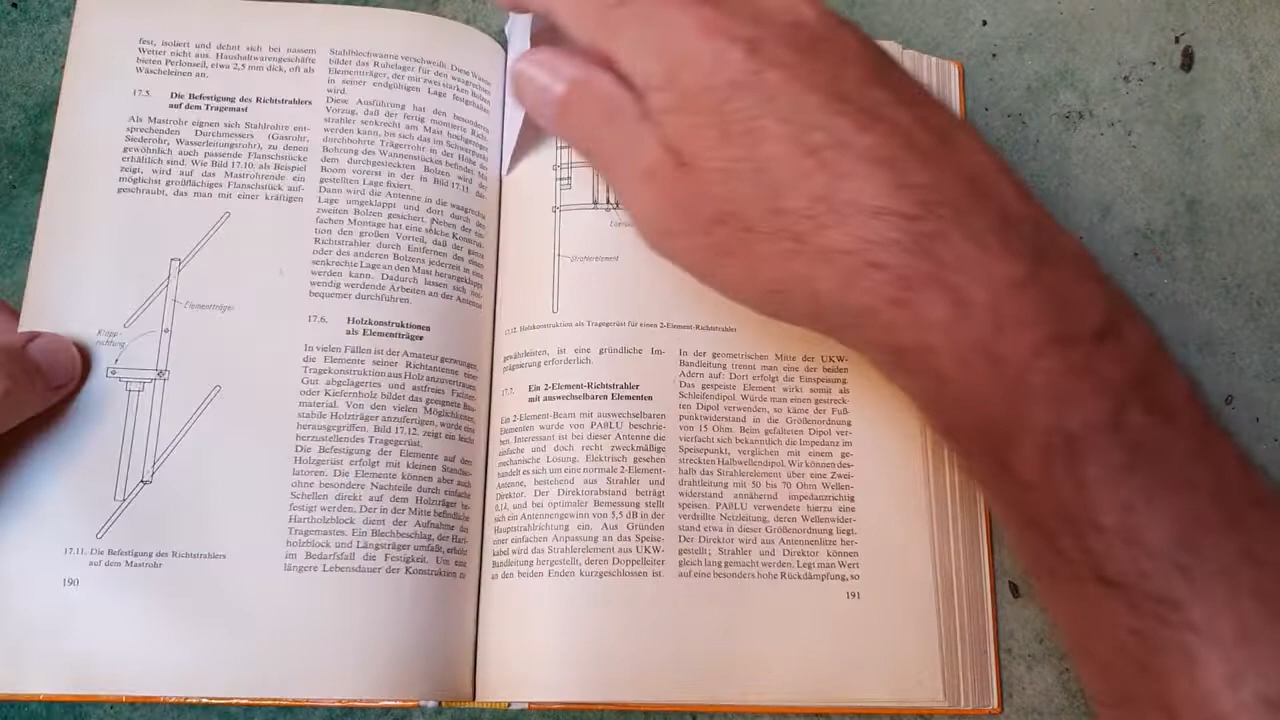 fest, isoliert und dehnt sich bei nassem
Wetter nicht aus. Haushaltwarengeschäfte
bieten Perlonseil, etwa 2,5 mm dick, oft als
Wäscheleinen an.
17.5. Die Befestigung des Richtstrahlers
auf dem Tragemast
Als Mastrohr eignen sich Stahlrohre ent-
sprechenden Durchmessers (Gasrohr,
Siederohr, Wasserleitungsrohr), zu denen
gewöhnlich auch passende Flanschstücke
erhältlich sind. Wie Bild 17.10. als Beispiel
zeigt, wird auf das Mastrohrende ein
möglichst großflächiges Flanschstück auf-
geschraubt, das man mit einer kräftigen
Elementträger
Klapp-
richtung
17.11. Die Befestigung des Richtstrahlers
auf dem Mastrohr
190
Stahlblechwanne verschweißt. Diese Wanne
bildet das Ruhelager für den waagrechten
Elementträger, der mit zwei starken Bolzen
in seiner endgültigen Lage festgehalten
wird.
Diese Ausführung hat den besonderen
Vorzug, daß der fertig montierte Richt-
strahler senkrecht am Mast hochgezogen
werden kann, bis sich das im Schwerpunkt
durchbohrte Trägerrohr in der Höhe der
Bohrung des Wannenstückes befindet. Mit
dem durchgesteckten Bolzen wird der
Boom vorerst in der in Bild 17.11. dar-
gestellten Lage fixiert.
Dann wird die Antenne in die waagrechte
Lage umgeklappt und dort durch den
zweiten Bolzen gesichert. Neben der ein-
fachen Montage hat eine solche Konstruk-
tion den großen Vorteil, daß der ganze
Richtstrahler durch Entfernen des einen
oder des anderen Bolzens jederzeit in eine
senkrechte Lage an den Mast herangeklappt
werden kann. Dadurch lassen sich not-
wendig werdende Arbeiten an der Antenne
bequemer durchführen.
17.6. Holzkonstruktionen
als Elementträger
In vielen Fällen ist der Amateur gezwungen,
die Elemente seiner Richtantenne einer
Tragekonstruktion aus Holz anzuvertrauen.
Gut abgelagertes und astfreies Fichten-
oder Kiefernholz bildet das geeignete Bau-
material. Von den vielen Möglichkeiten,
stabile Holzträger anzufertigen, wurde eine
herausgegriffen. Bild 17.12. zeigt ein leicht
herzustellendes Tragegerüst.
Die Befestigung der Elemente auf dem
Holzgerüst erfolgt mit kleinen Standiso-
latoren. Die Elemente können aber auch
ohne besondere Nachteile durch einfache
Schellen direkt auf dem Holzträger be-
festigt werden. Der in der Mitte befindliche
Hartholzblock dient der Aufnahme des
Tragemastes. Ein Blechbeschlag, der Hart-
holzblock und Längsträger umfaßt, erhöht
im Bedarfsfall die Festigkeit. Um eine
längere Lebensdauer der Konstruktion zu
Strahlerelement
17.12. Holzkonstruktion als Tragegerüst für einen 2-Element-Richtstrahler
gewährleisten, ist eine gründliche Im-
prägnierung erforderlich.
17.7. Ein 2-Element-Richtstrahler
mit auswechselbaren Elementen
Ein 2-Element-Beam mit auswechselbaren
Elementen wurde von PAØLU beschrie-
ben. Interessant ist bei dieser Antenne die
einfache und doch recht zweckmäßige
mechanische Lösung. Elektrisch gesehen
handelt es sich um eine normale 2-Element-
Antenne, bestehend aus Strahler und
Direktor. Der Direktorabstand beträgt
0,1λ, und bei optimaler Bemessung stellt
sich ein Antennengewinn von 5,5 dB in der
Hauptstrahlrichtung ein. Aus Gründen
einer einfachen Anpassung an das Speise-
kabel wird das Strahlerelement aus UKW-
Bandleitung hergestellt, deren Doppelleiter
an den beiden Enden kurzgeschlossen ist.
In der geometrischen Mitte der UKW-
Bandleitung trennt man eine der beiden
Adern auf: Dort erfolgt die Einspeisung.
Das gespeiste Element wirkt somit als
Schleifendipol. Würde man einen gestreck-
ten Dipol verwenden, so käme der Fuß-
punktwiderstand in die Größenordnung
von 15 Ohm. Beim gefalteten Dipol ver-
vierfacht sich bekanntlich die Impedanz im
Speisepunkt, verglichen mit einem ge-
streckten Halbwellendipol. Wir können des-
halb das Strahlerelement über eine Zwei-
drahtleitung mit 50 bis 70 Ohm Wellen-
widerstand annähernd impedanzrichtig
speisen. PAØLU verwendete hierzu eine
verdrillte Netzleitung, deren Wellenwider-
stand etwa in dieser Größenordnung liegt.
Der Direktor wird aus Antennenlitze her-
gestellt; Strahler und Direktor können
gleich lang gemacht werden. Legt man Wert
auf eine besonders hohe Rückdämpfung, so
191